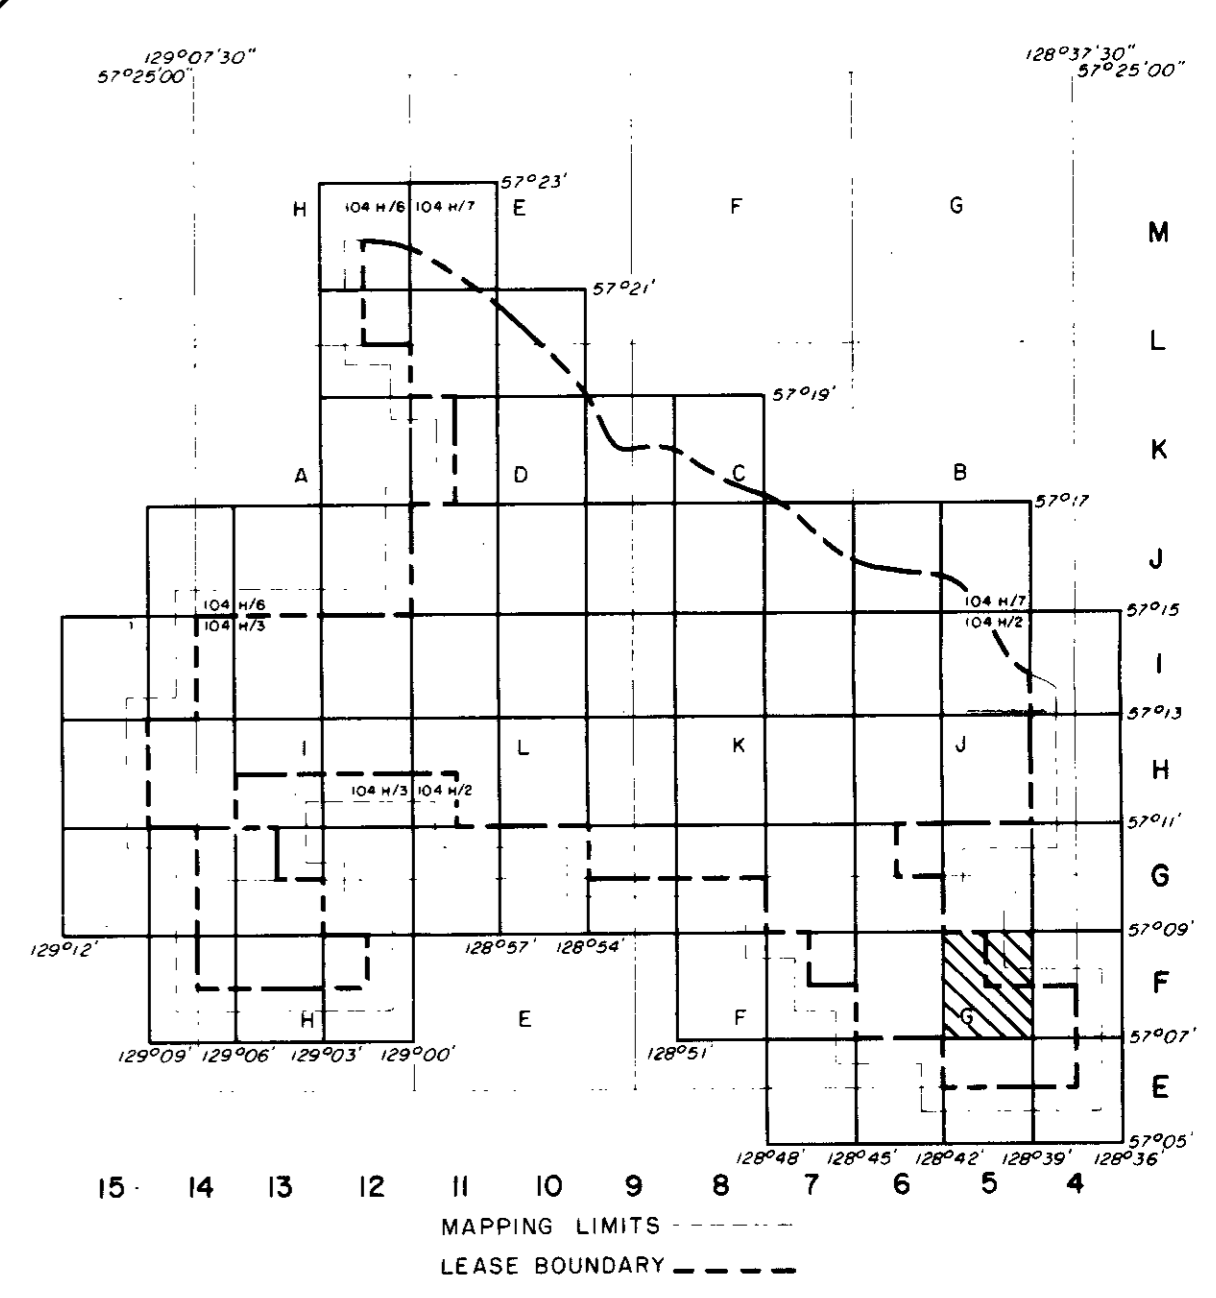 129°07'30" 128°37'30"
57°25'00" 57°25'00"
57°23'
H 104 H/6 104 H/7 E F G M
57°21'
L
57°19'
K
A D C B
57°17'
J
104 H/6 104 H/7
57°15'
104 H/3 104 H/2
I
57°13'
I L K J
H
104 H/3 104 H/2
57°11'
G
57°09'
129°12' 128°57' 128°54'
F
H E F G
57°07'
129°09' 129°06' 129°03' 129°00' 128°51'
E
57°05'
128°48' 128°45' 128°42' 128°39' 128°36'
15 14 13 12 11 10 9 8 7 6 5 4
MAPPING LIMITS
LEASE BOUNDARY